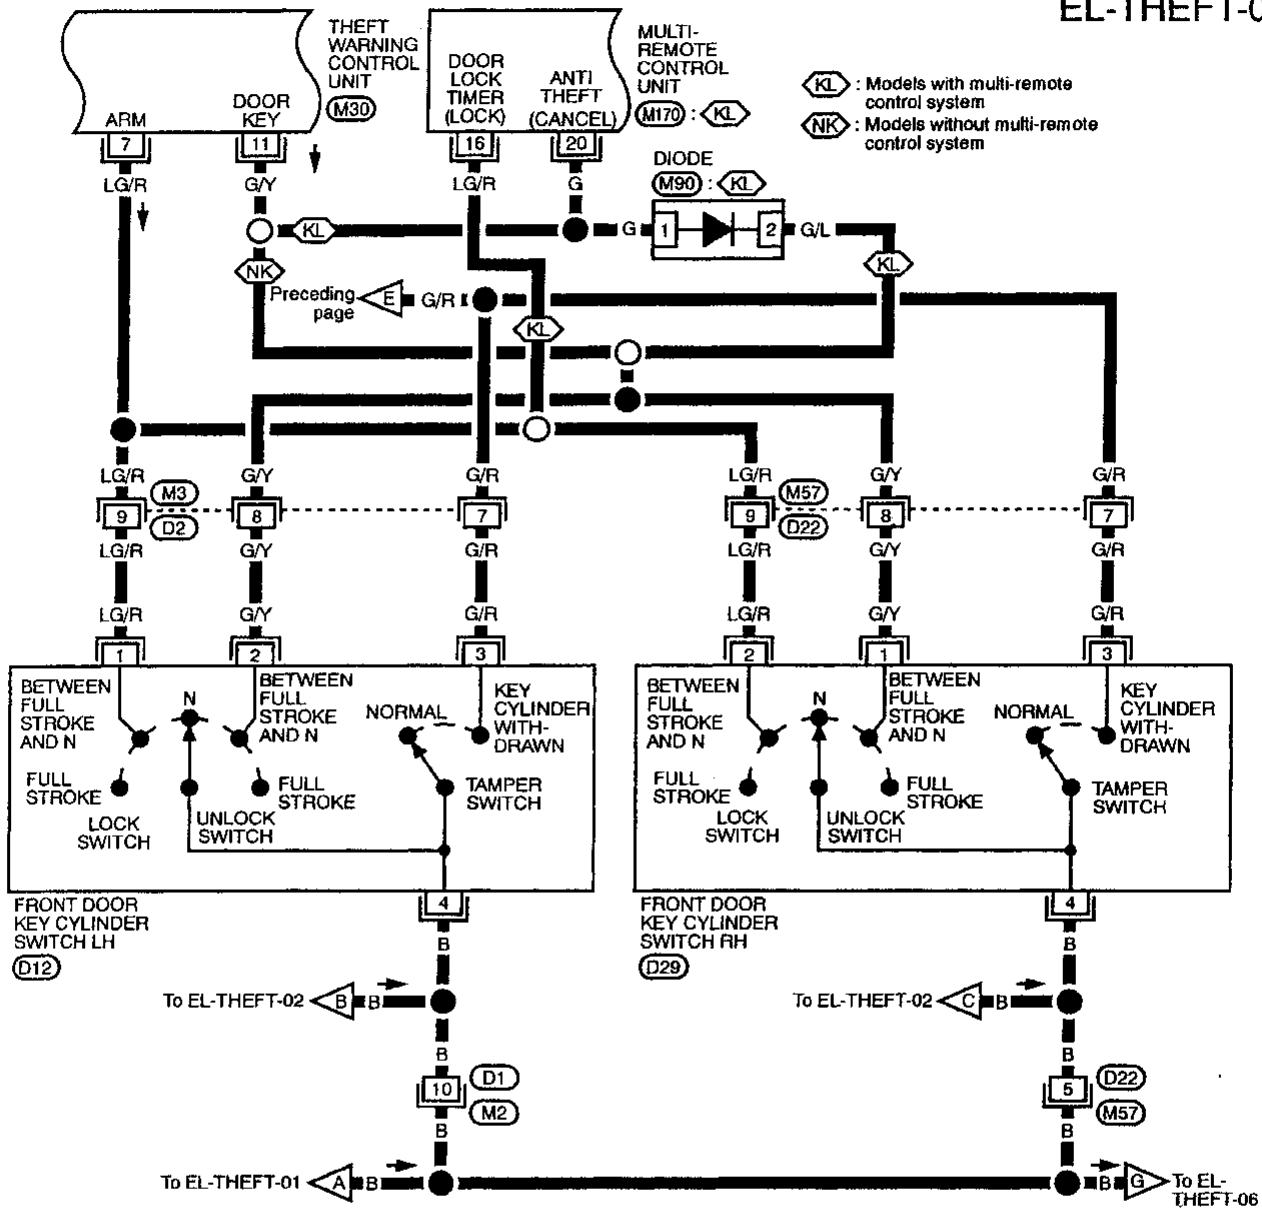 EL-THEFT-0
THEFT
WARNING
CONTROL
UNIT
M30
ARM
DOOR
KEY
7
11
DOOR
LOCK
TIMER
(LOCK)
ANTI
THEFT
(CANCEL)
16
20
MULTI-
REMOTE
CONTROL
UNIT
M170 : KL
KL : Models with multi-remote
control system
NK : Models without multi-remote
control system
DIODE
M90 : KL
LG/R
G/Y
LG/R
G
KL
G
1
2
G/L
NK
KL
Preceding
page
E
G/R
KL
LG/R
G/Y
G/R
LG/R
G/Y
G/R
9
M3
D2
8
7
9
M57
D22
8
7
LG/R
G/Y
G/R
LG/R
G/Y
G/R
LG/R
G/Y
G/R
LG/R
G/Y
G/R
1
2
3
2
1
3
BETWEEN
FULL
STROKE
AND N
N
BETWEEN
FULL
STROKE
AND N
NORMAL
KEY
CYLINDER
WITH-
DRAWN
FULL
STROKE
LOCK
SWITCH
UNLOCK
SWITCH
FULL
STROKE
TAMPER
SWITCH
BETWEEN
FULL
STROKE
AND N
N
BETWEEN
FULL
STROKE
AND N
NORMAL
KEY
CYLINDER
WITH-
DRAWN
FULL
STROKE
LOCK
SWITCH
UNLOCK
SWITCH
FULL
STROKE
TAMPER
SWITCH
4
4
FRONT DOOR
KEY CYLINDER
SWITCH LH
D12
FRONT DOOR
KEY CYLINDER
SWITCH RH
D29
B
B
To EL-THEFT-02 B B
To EL-THEFT-02 C B
B
B
10
D1
M2
5
D22
M57
B
B
To EL-THEFT-01 A B
B G To EL-
THEFT-06